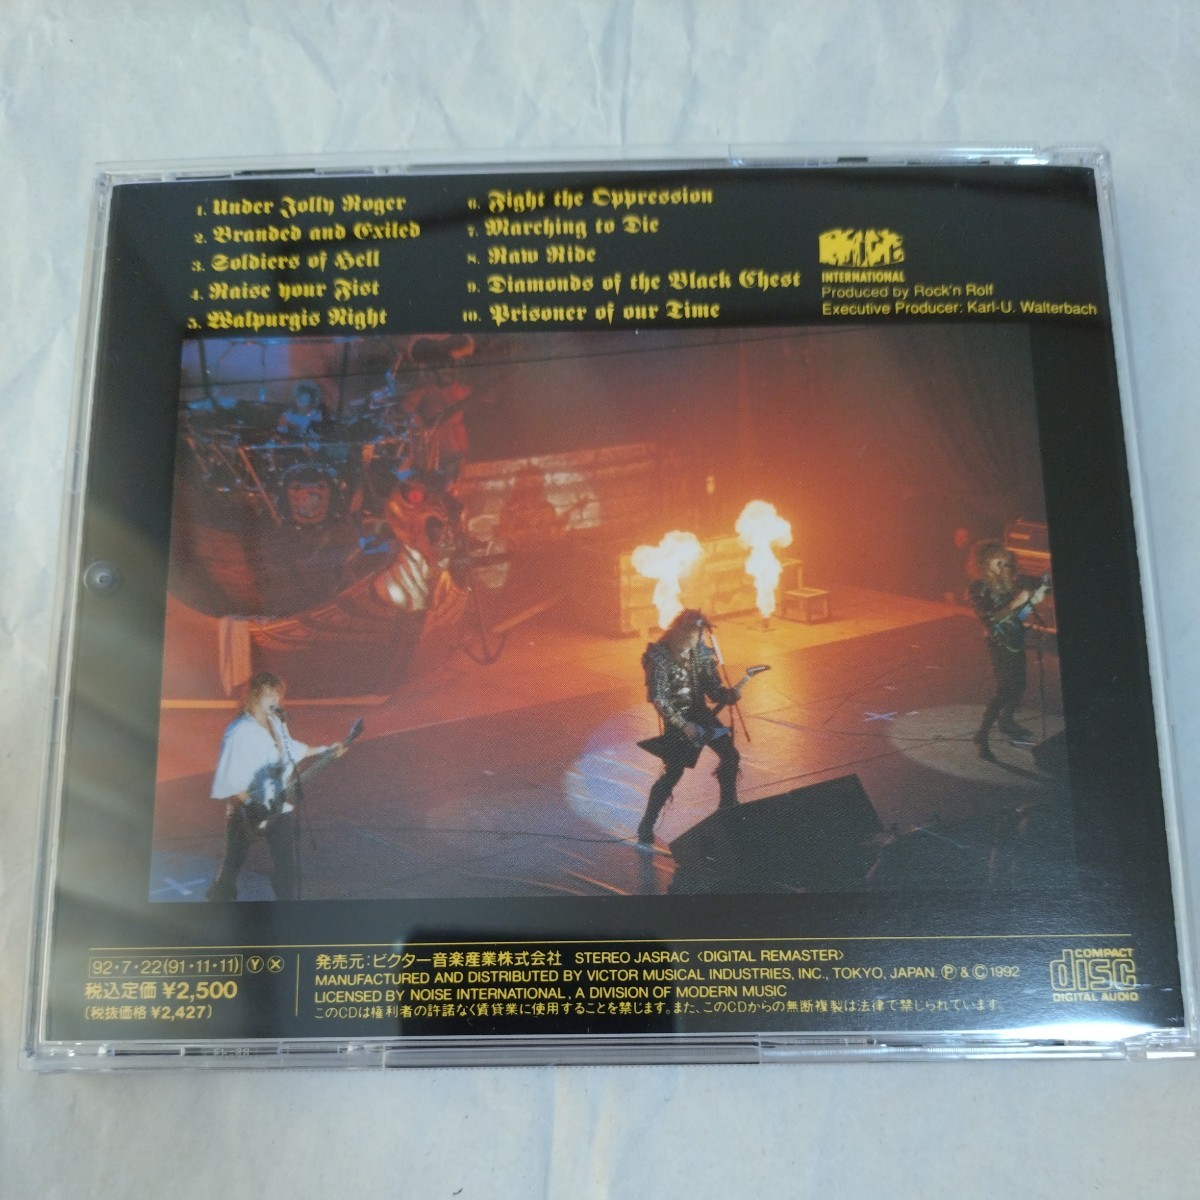 1. Under Jolly Roger
2. Branded and Exiled
3. Soldiers of Hell
4. Raise your Fist
5. Walpurgis Night
6. Fight the Oppression
7. Marching to Die
8. Raw Ride
9. Diamonds of the Black Chest
10. Prisoner of our Time
NOISE
INTERNATIONAL
Produced by Rock'n Rolf
Executive Producer: Karl-U. Walterbach
92・7・22(91・11・11) Ⓨ Ⓧ
税込定価 ¥2,500
(税抜価格 ¥2,427)
発売元:ビクター音楽産業株式会社 STEREO JASRAC 〈DIGITAL REMASTER〉
MANUFACTURED AND DISTRIBUTED BY VICTOR MUSICAL INDUSTRIES, INC., TOKYO, JAPAN. Ⓟ & Ⓒ 1992
LICENSED BY NOISE INTERNATIONAL, A DIVISION OF MODERN MUSIC
このCDは権利者の許諾なく賃貸業に使用することを禁じます。また、このCDからの無断複製は法律で禁じられています。
COMPACT
disc
DIGITAL AUDIO